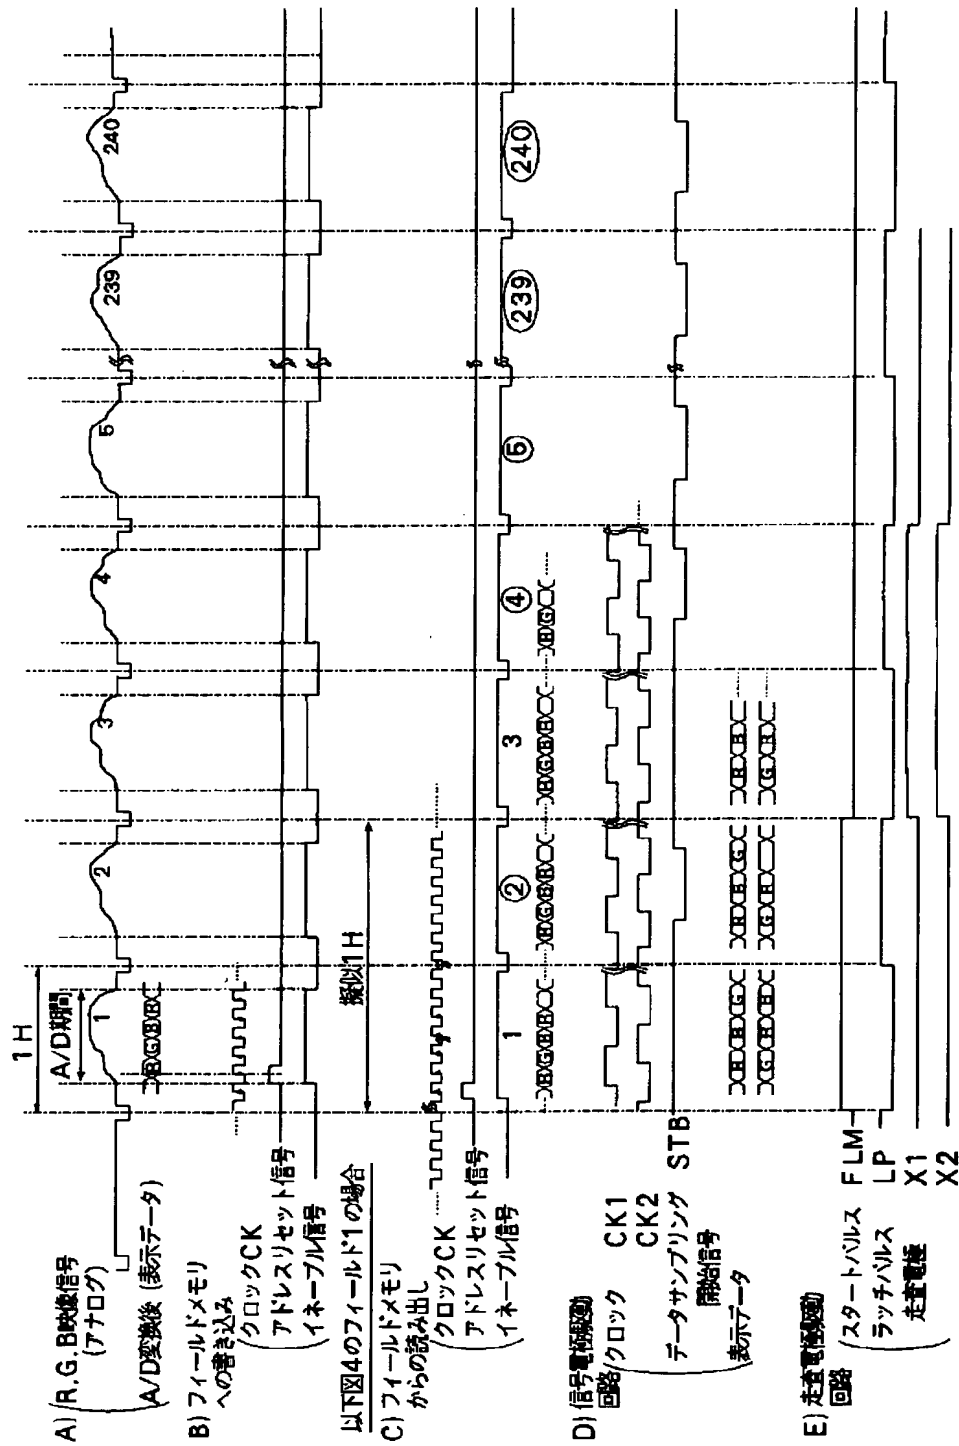 A) R,G,B映像信号
(アナログ)
A/D変換後 (表示データ)
1H
A/D期間
1
2
3
4
5
239
240
RGBR
B) フィールドメモリ
への書き込み
クロックCK
アドレスリセット信号
イネーブル信号
以下図4のフィールド1の場合
擬似1H
C) フィールドメモリ
からの読み出し
クロックCK
アドレスリセット信号
イネーブル信号
1
②
3
④
⑤
239
240
D) 信号電極駆動
回路
クロック CK1
CK2
データサンプリング STB
開始信号
表示データ
E) 走査電極駆動
回路
スタートパルス FLM
ラッチパルス LP
走査電極 X1
X2